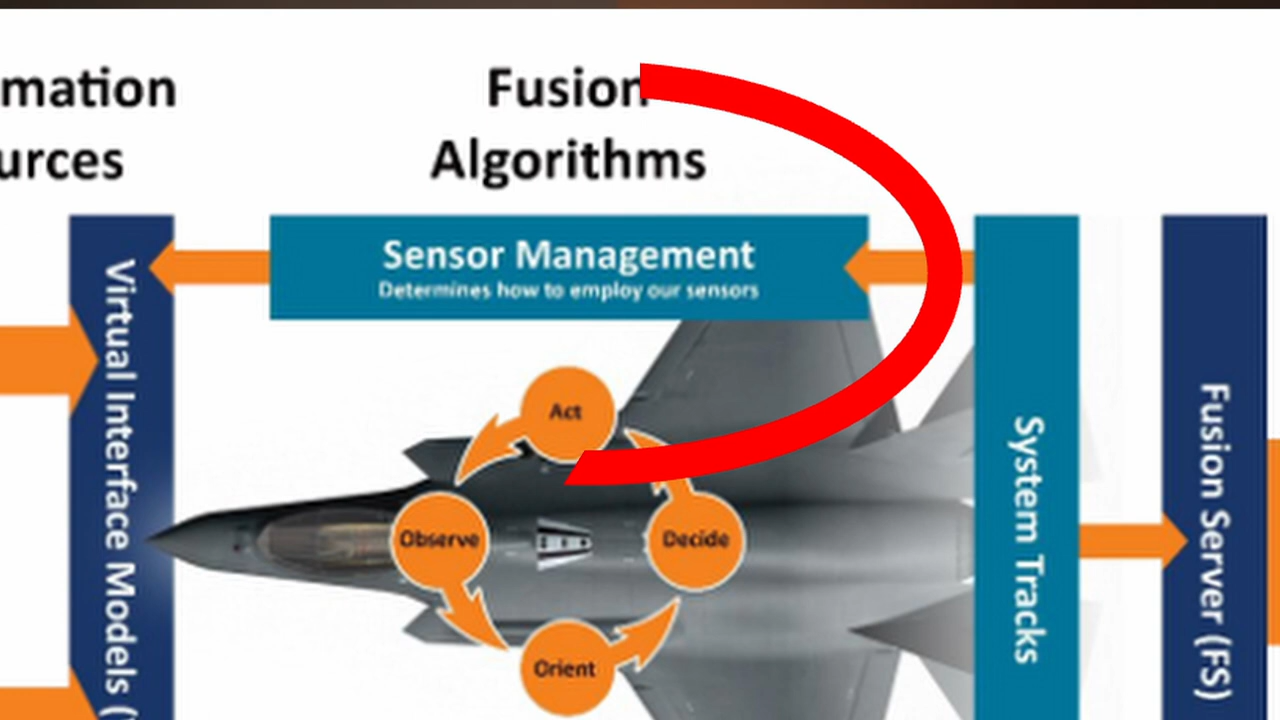 mation
urces
Fusion
Algorithms
Sensor Management
Determines how to employ our sensors
Virtual Interface Models (
Act
Observe
Decide
Orient
System Tracks
Fusion Server (FS)